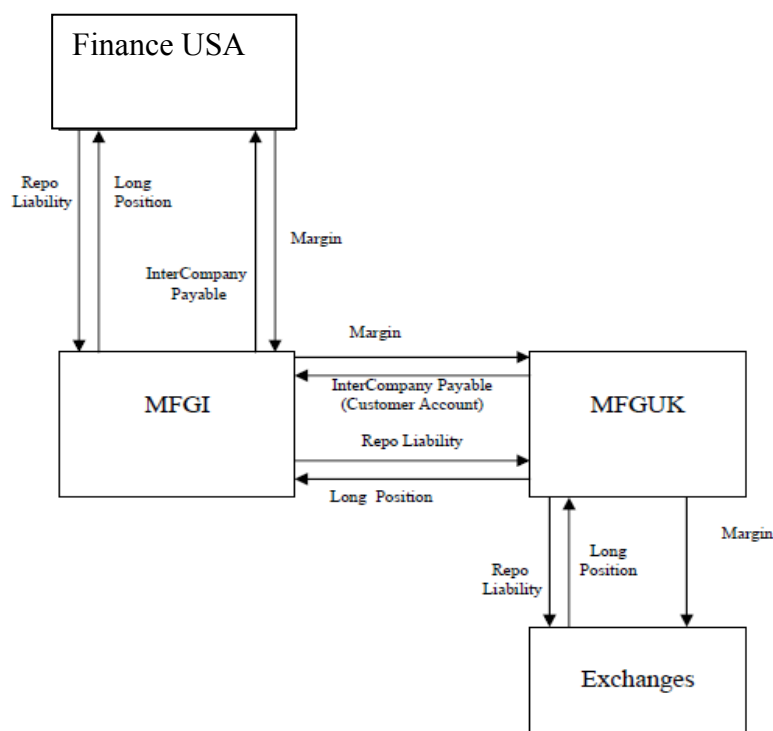 Finance USA
Repo
Liability
Long
Position
Margin
InterCompany
Payable
Margin
MFGI
InterCompany Payable
(Customer Account)
MFGUK
Repo Liability
Long Position
Margin
Long
Position
Repo
Liability
Exchanges